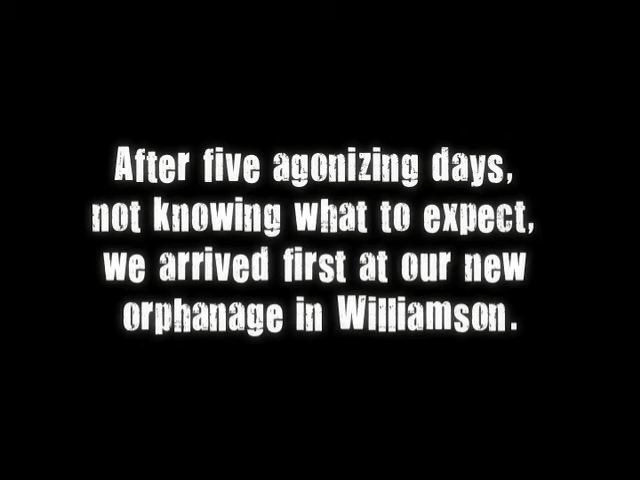 After five agonizing days,
not knowing what to expect,
we arrived first at our new
orphanage in Williamson.